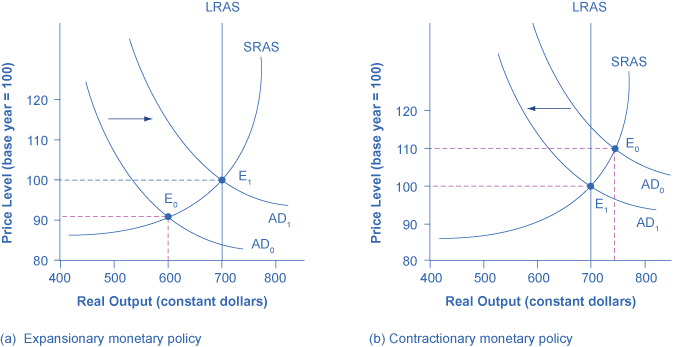 LRAS
SRAS
Price Level (base year = 100)
120
110
100
90
80
E1
E0
AD1
AD0
400
500
600
700
800
Real Output (constant dollars)
(a) Expansionary monetary policy
LRAS
SRAS
Price Level (base year = 100)
120
110
100
90
80
E0
E1
AD0
AD1
400
500
600
700
800
Real Output (constant dollars)
(b) Contractionary monetary policy